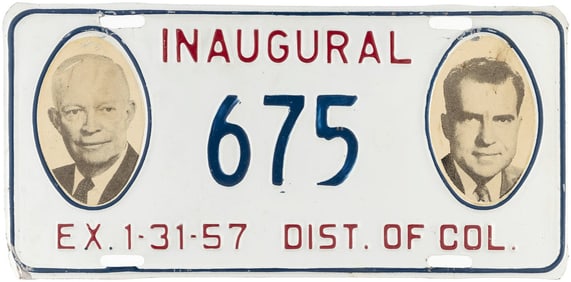 INAUGURAL
675
EX. 1-31-57 DIST. OF COL.